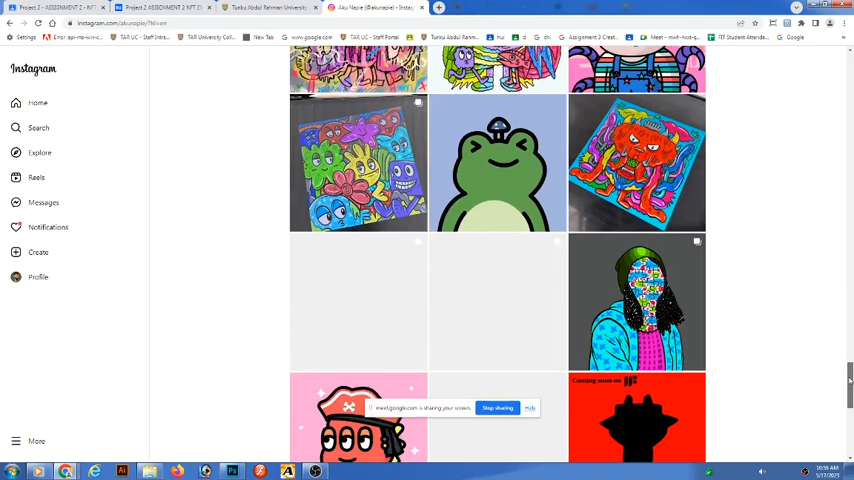 Project 2 - ASSIGNMENT 2 - NFT
Project 2 ASSIGNMENT 2 NFT
Tunku Abdul Rahman University
Aku Napie (@akunapie) • Insta
instagram.com/akunapie/?hl=en
Settings
TAR UC - Staff Intra...
TAR University Coll...
New Tab
www.google.com
TAR UC - Staff Portal
Tunku Abdul Rahm...
hui
d
chi
Assignment 2 Creat...
FIT Student Attenda...
Google
Instagram
Home
Search
Explore
Reels
Messages
Notifications
Create
Profile
More
Coming soon on
meet.google.com is sharing your screen.
Stop sharing
Hide
10:59 AM
5/17/2023